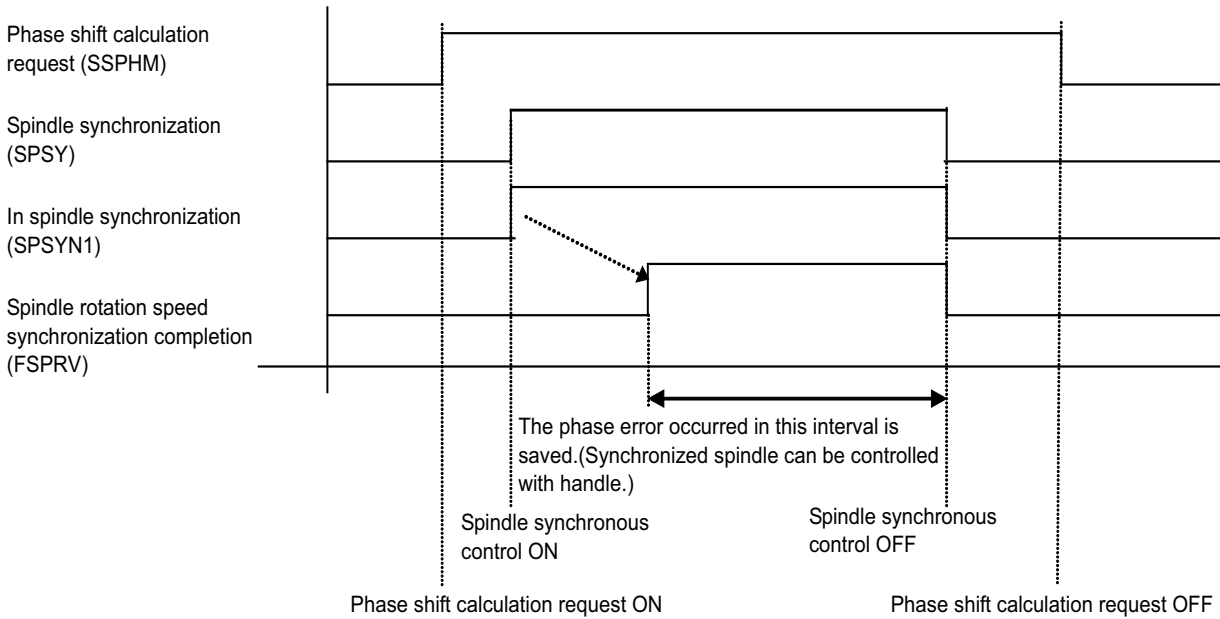 Phase shift calculation
request (SSPHM)
Spindle synchronization
(SPSY)
In spindle synchronization
(SPSYN1)
Spindle rotation speed
synchronization completion
(FSPRV)
The phase error occurred in this interval is
saved.(Synchronized spindle can be controlled
with handle.)
Spindle synchronous
control ON
Spindle synchronous
control OFF
Phase shift calculation request ON
Phase shift calculation request OFF